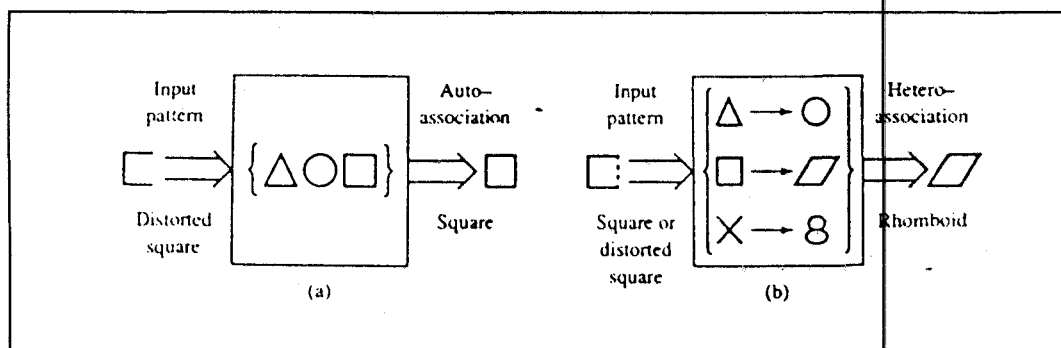 Input
pattern
Distorted
square
Auto–
association
Square
(a)
Input
pattern
Square or
distorted
square
Hetero–
association
Rhomboid
(b)